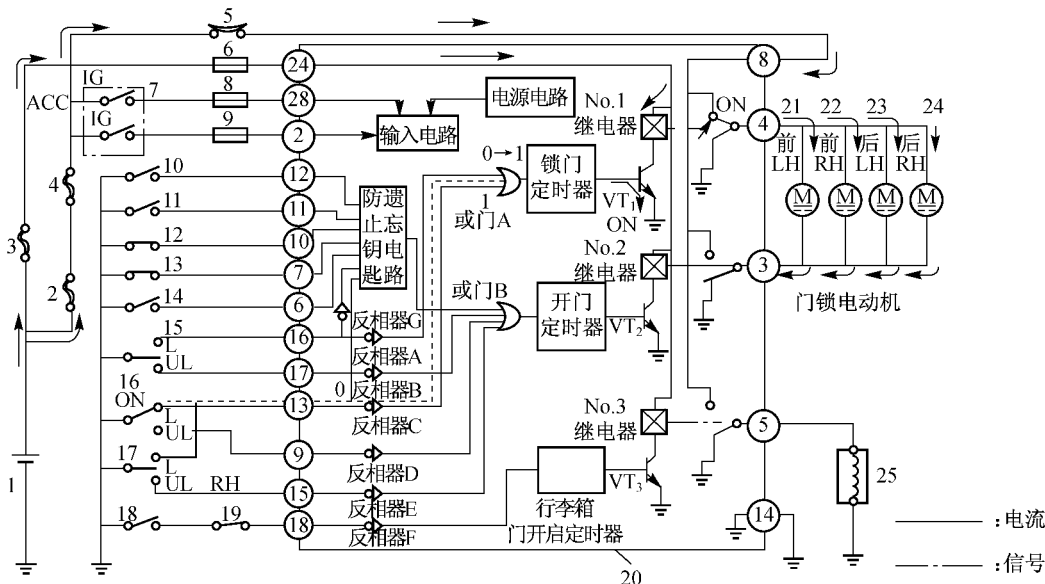 5
6
24
8
IG
7
8
28
电源电路
No.1
继电器
ON
21
22
23
24
ACC
IG
9
2
输入电路
4
前
LH
前
RH
后
LH
后
RH
0→1
锁门
定时器
1
或门A
VT1
ON
M
M
M
M
10
12
防遗
止忘
钥电
匙路
4
11
11
3
12
10
2
13
7
14
6
No.2
继电器
3
门锁电动机
或门B
开门
定时器
VT2
15
L
UL
16
反相器G
反相器A
17
0
反相器B
16
ON
13
反相器C
L
UL
9
反相器D
17
L
UL
RH
15
反相器E
18
19
18
反相器F
No.3
继电器
5
VT3
行李箱
门开启定时器
25
14
1
20
:电流
:信号